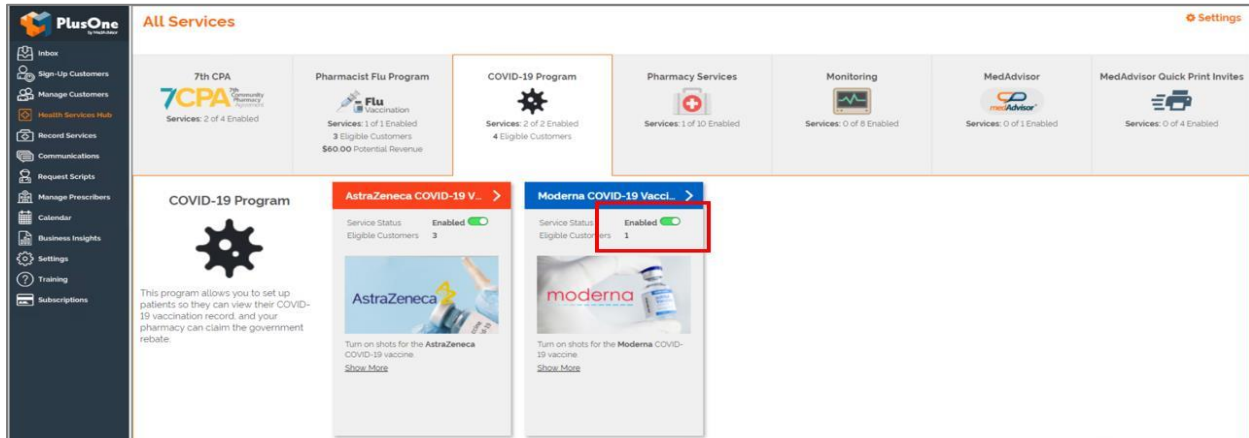 PlusOne
by MedAdvisor
All Services
Settings
Inbox
Sign-Up Customers
Manage Customers
Health Services Hub
Record Services
Communications
Request Scripts
Manage Prescribers
Calendar
Business Insights
Settings
Training
Subscriptions
7th CPA
7CPA 7th Community Pharmacy Agreement
Services: 2 of 4 Enabled
Pharmacist Flu Program
Flu
Vaccination
Services: 1 of 1 Enabled
3 Eligible Customers
$60.00 Potential Revenue
COVID-19 Program
Services: 2 of 2 Enabled
4 Eligible Customers
Pharmacy Services
Services: 1 of 10 Enabled
Monitoring
Services: 0 of 8 Enabled
MedAdvisor
medAdvisor
Services: 0 of 1 Enabled
MedAdvisor Quick Print Invites
Services: 0 of 4 Enabled
COVID-19 Program
This program allows you to set up
patients so they can view their COVID-
19 vaccination record, and your
pharmacy can claim the government
rebate.
AstraZeneca COVID-19 V...
Service Status Enabled
Eligible Customers 3
AstraZeneca
Turn on shots for the AstraZeneca
COVID-19 vaccine.
Show More
Moderna COVID-19 Vacci...
Service Status Enabled
Eligible Customers 1
moderna
Turn on shots for the Moderna COVID-
19 vaccine.
Show More